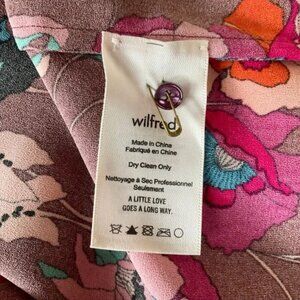 wilfred
Made in China
Fabriqué en Chine
Dry Clean Only
Nettoyage à Sec Professionnel
Seulement
A LITTLE LOVE
GOES A LONG WAY.